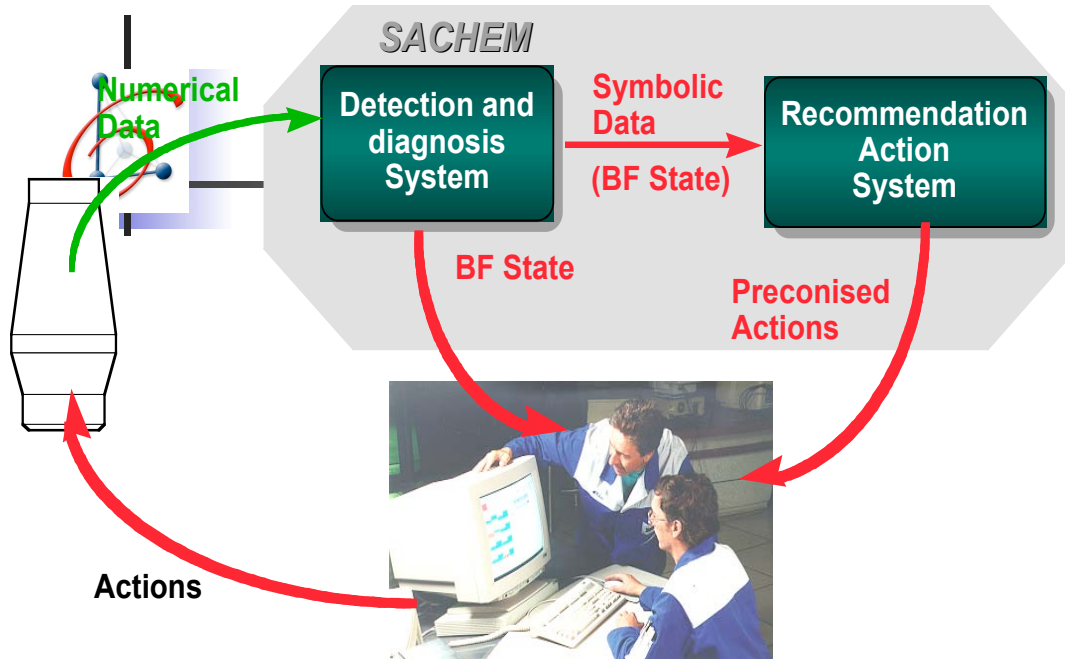 SACHEM
Numerical
Data
Detection and
diagnosis
System
Symbolic
Data
(BF State)
Recommendation
Action
System
BF State
Preconised
Actions
Actions